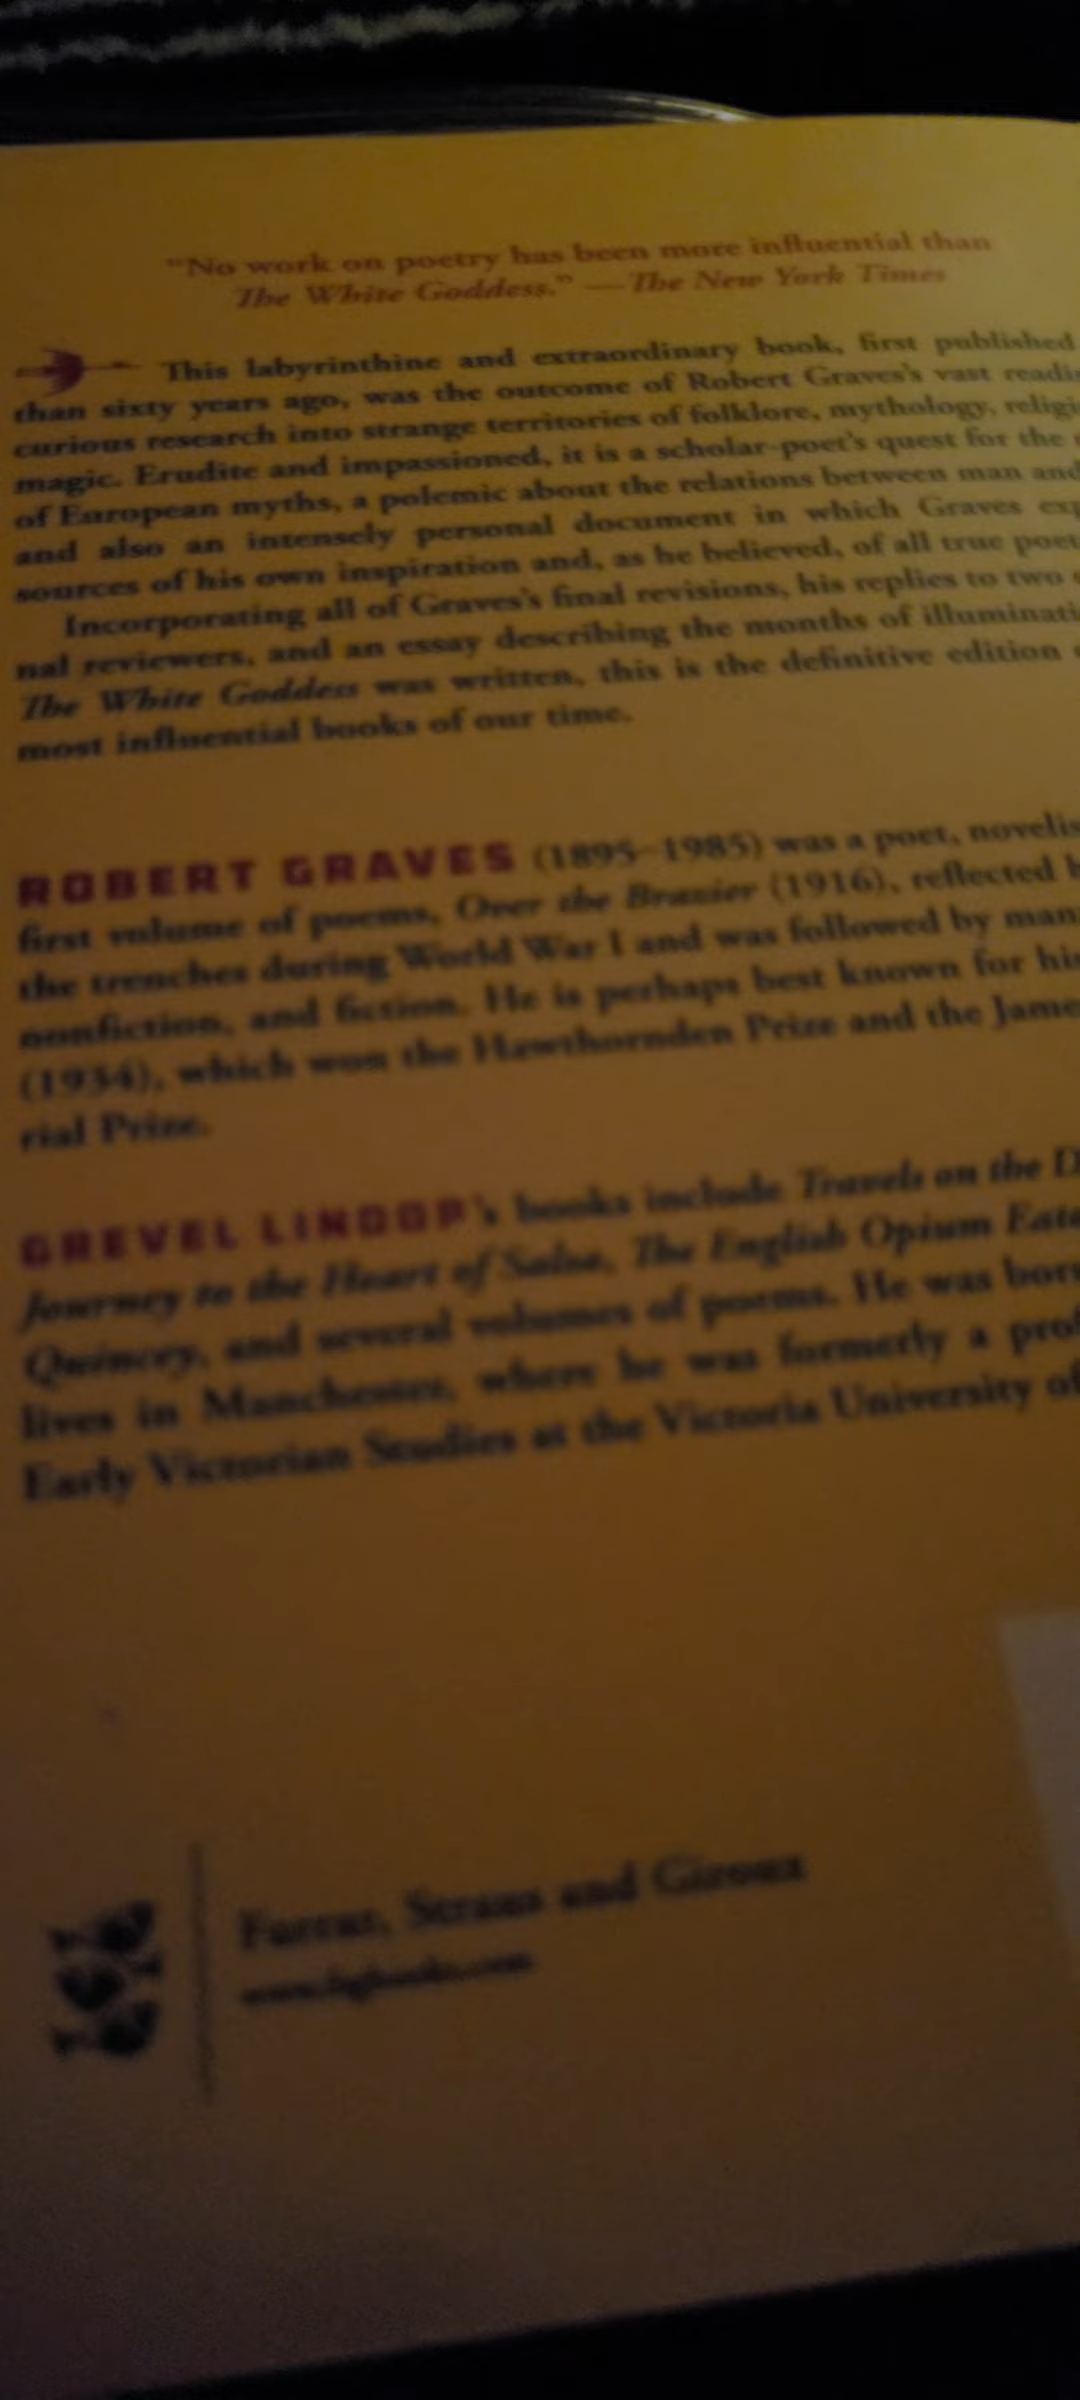 "No work on poetry has been more influential than
The White Goddess." —The New York Times
This labyrinthine and extraordinary book, first published
than sixty years ago, was the outcome of Robert Graves's vast
curious research into strange territories of folklore, mythology,
magic. Erudite and impassioned, it is a scholar-poet's quest for the
of European myths, a polemic about the relations between man and
and also an intensely personal document in which Graves
sources of his own inspiration and, as he believed, of all true
Incorporating all of Graves's final revisions, his replies to two
nal reviewers, and an essay describing the months of
The White Goddess was written, this is the definitive edition
most influential books of our time.
ROBERT GRAVES (1895–1985) was a poet,
first volume of poems, Over the Brazier (1916), reflected
the trenches during World War I and was followed by
nonfiction, and fiction. He is perhaps best known for his
(1934), which won the Hawthornden Prize and the
rial Prize.
GREVEL LINDOP's books include Travels on the D
Journey to the Heart of Salsa, The English Opium
Quincey, and several volumes of poems. He was
lives in Manchester, where he was formerly a
Early Victorian Studies at the Victoria University of
Farrar, Straus and Giroux
www.fsgbooks.com